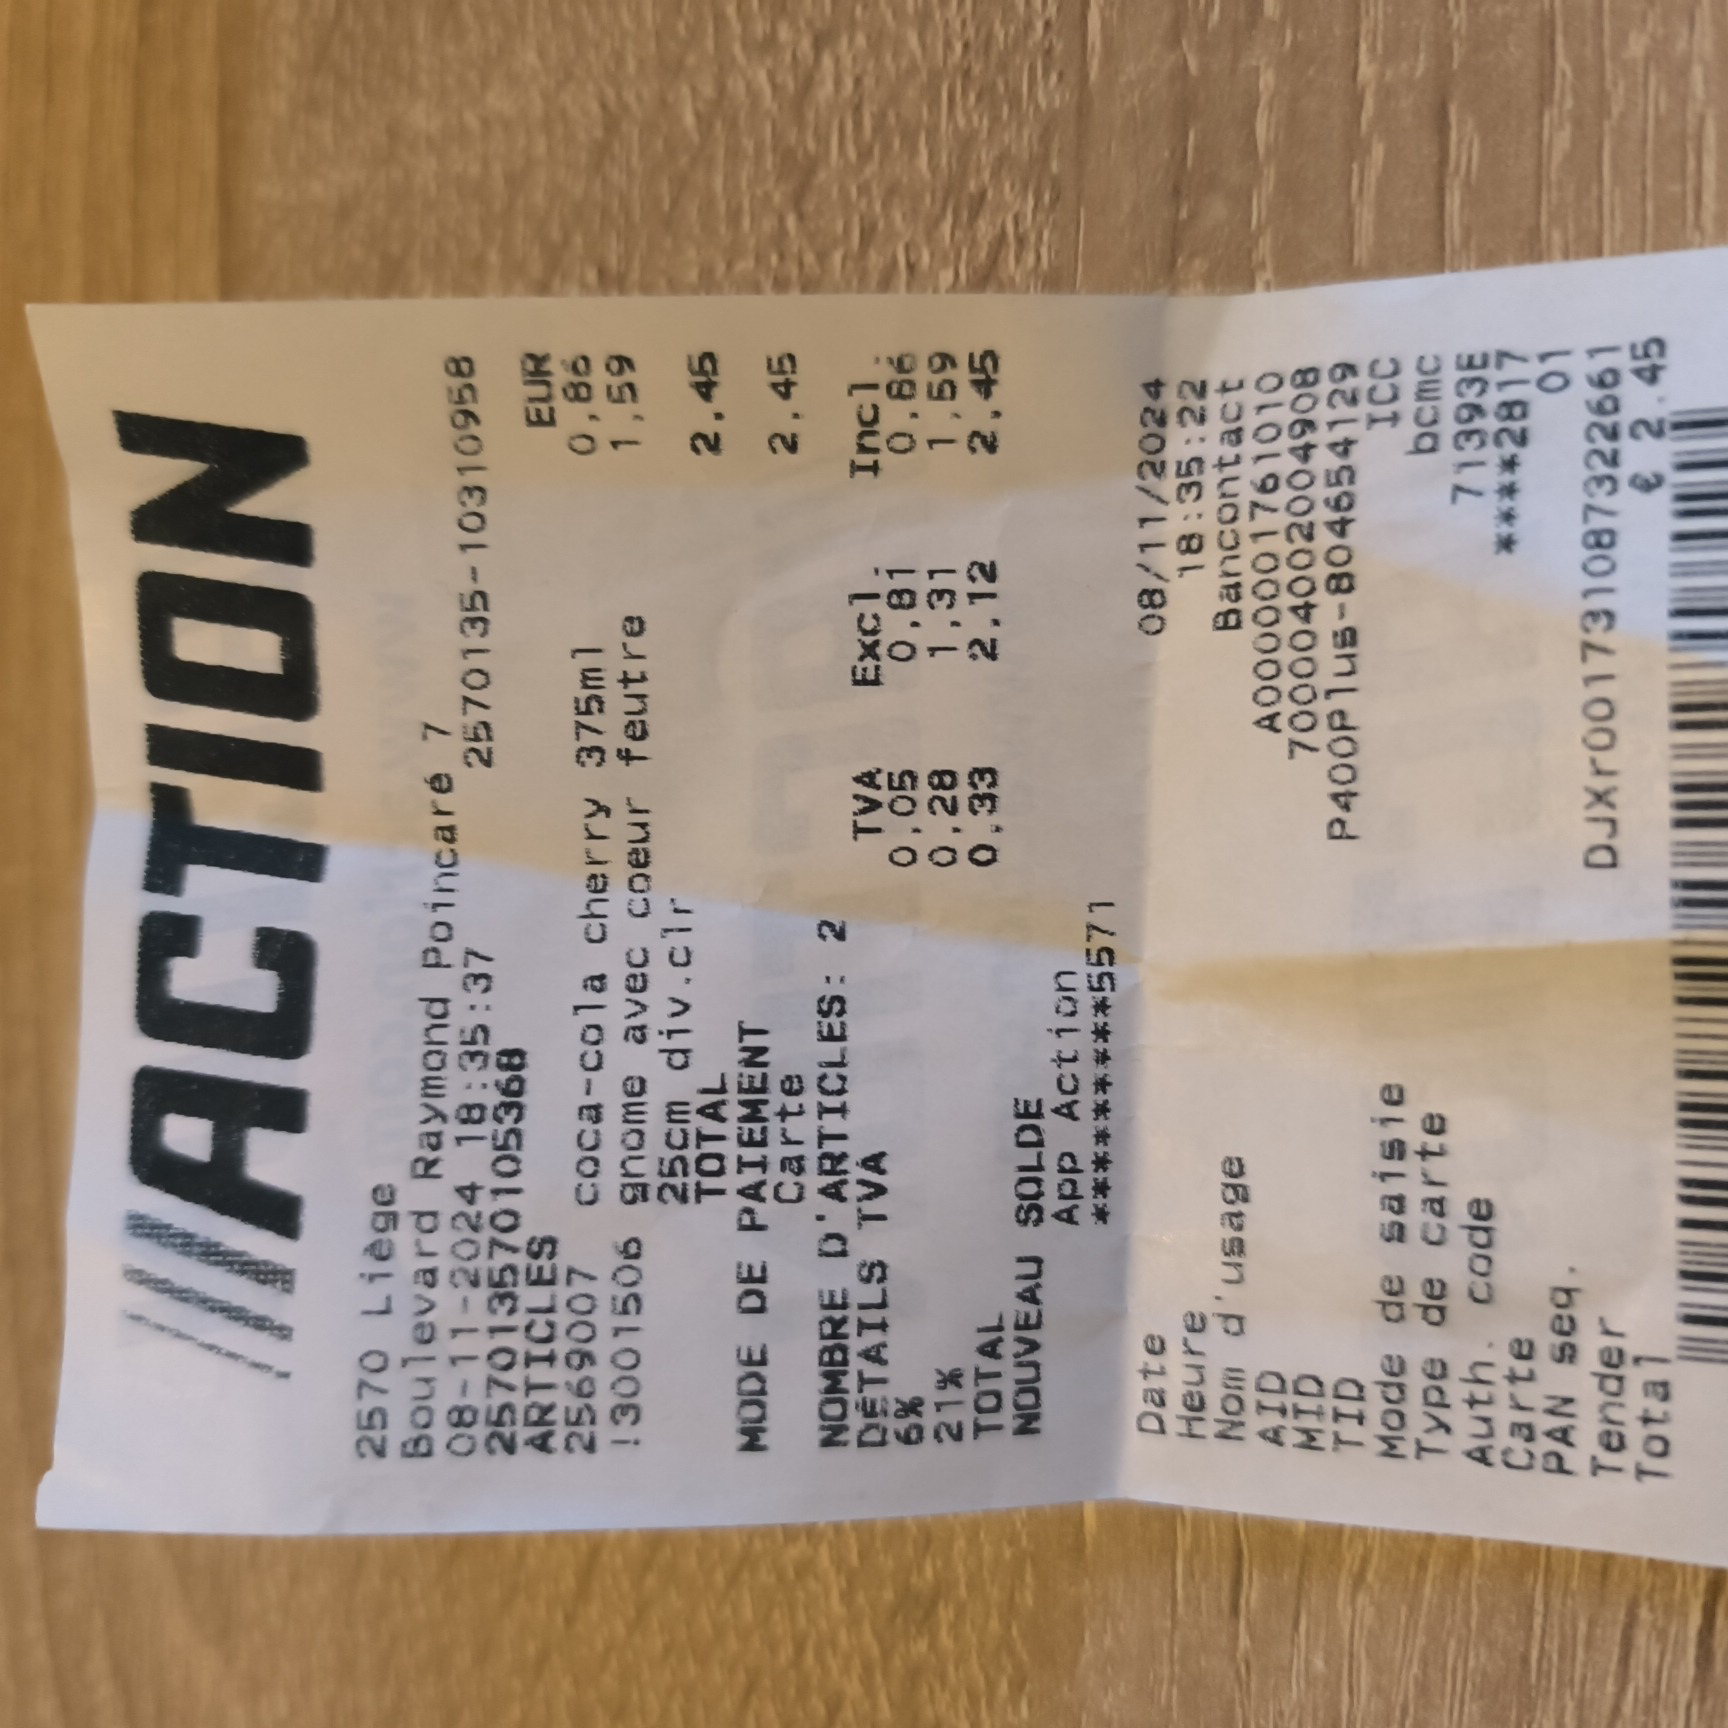 ///ACTION
2570 Liège
Boulevard Raymond Poincaré 7
08-11-2024 18:35:37 2570135-10310958
257013570105368
ARTICLES EUR
2569007 coca-cola cherry 375ml 0,86
!3001506 gnome avec coeur feutre 1,59
25cm div.clr
TOTAL 2,45
MODE DE PAIEMENT
Carte 2,45
NOMBRE D'ARTICLES: 2
DÉTAILS TVA TVA Excl. Incl.
6% 0,05 0,81 0,86
21% 0,28 1,31 1,59
TOTAL 0,33 2,12 2,45
NOUVEAU SOLDE
App Action
*********5571
Date 08/11/2024
Heure 18:35:22
Nom d'usage Bancontact
AID A0000001761010
MID 700040020049​08
TID P400Plus-804654129
Mode de saisie ICC
Type de carte bcmc
Auth. code 71393E
Carte ****2817
PAN seq. 01
Tender DJXr001731087322661
Total € 2.45